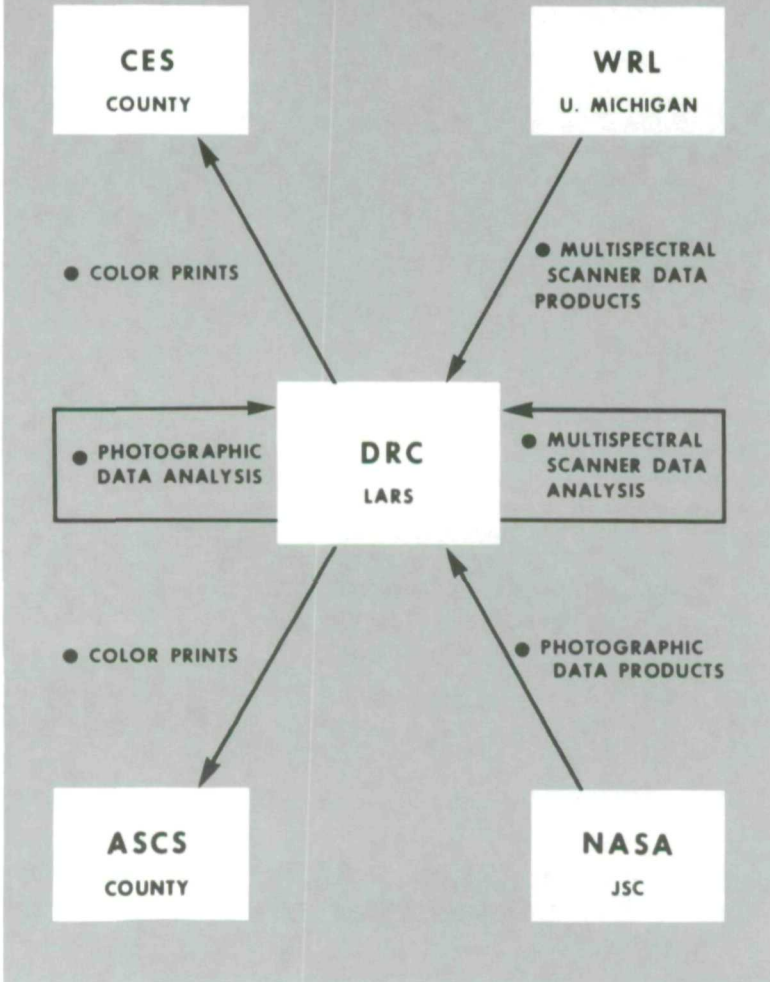 CES
COUNTY
WRL
U. MICHIGAN
● COLOR PRINTS
● MULTISPECTRAL
SCANNER DATA
PRODUCTS
● PHOTOGRAPHIC
DATA ANALYSIS
DRC
LARS
● MULTISPECTRAL
SCANNER DATA
ANALYSIS
● COLOR PRINTS
● PHOTOGRAPHIC
DATA PRODUCTS
ASCS
COUNTY
NASA
JSC